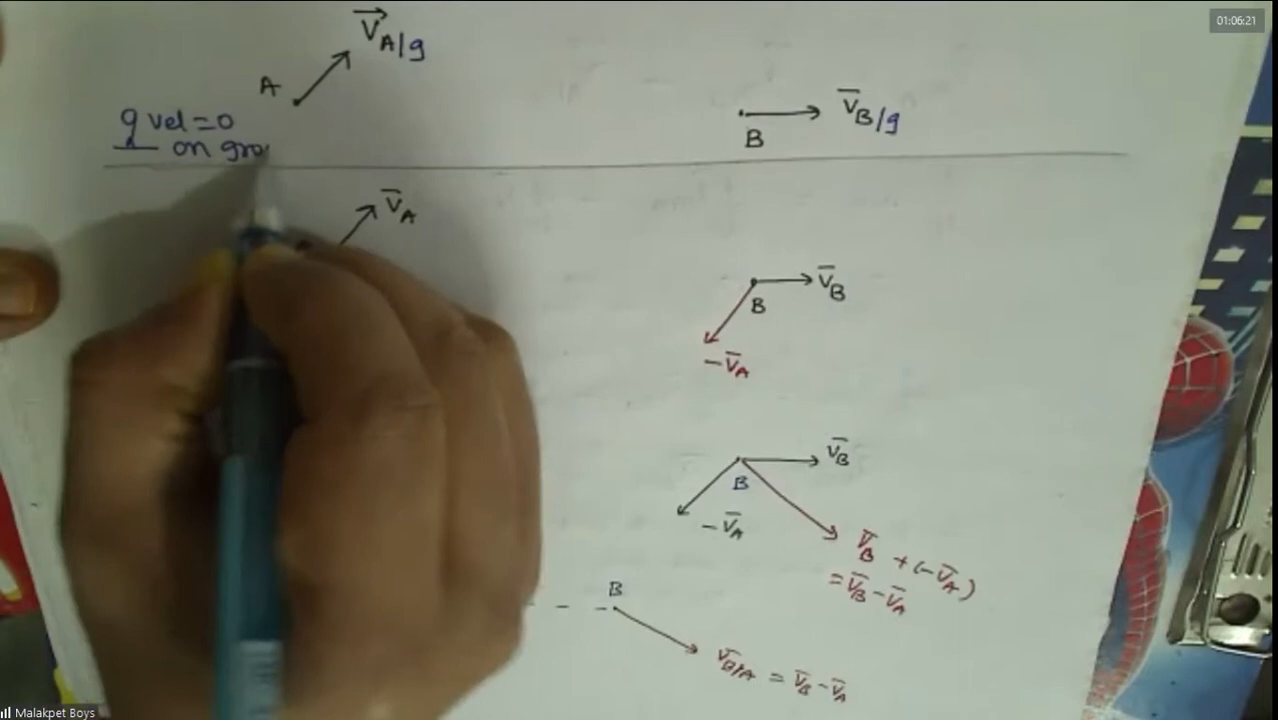 01:06:21
V⃗A/g
A
g vel=0
on gro
V̄B/g
B
V̄A
V̄B
B
-V̄A
V̄B
B
-V̄A
V̄B + (-V̄A)
= V̄B - V̄A
B
V̄B/A = V̄B - V̄A
Malakpet Boys